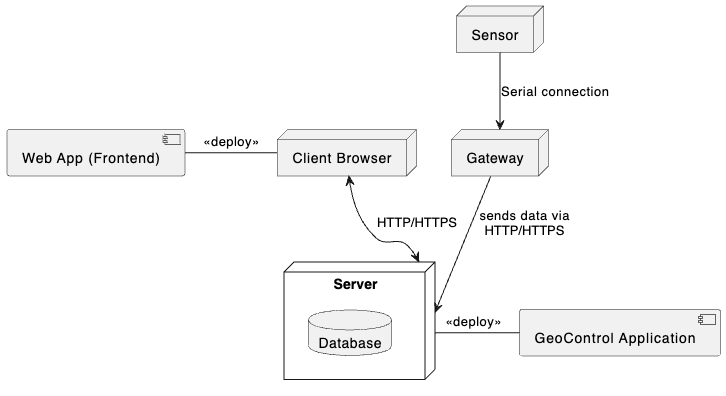 Sensor
Serial connection
Web App (Frontend)
«deploy»
Client Browser
Gateway
HTTP/HTTPS
sends data via
HTTP/HTTPS
Server
Database
«deploy»
GeoControl Application